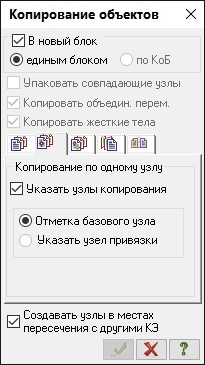 Копирование объектов
В новый блок
единым блоком
по КоБ
Упаковать совпадающие узлы
Копировать объедин. перем.
Копировать жесткие тела
Копирование по одному узлу
Указать узлы копирования
Отметка базового узла
Указать узел привязки
Создавать узлы в местах
пересечения с другими КЭ
?